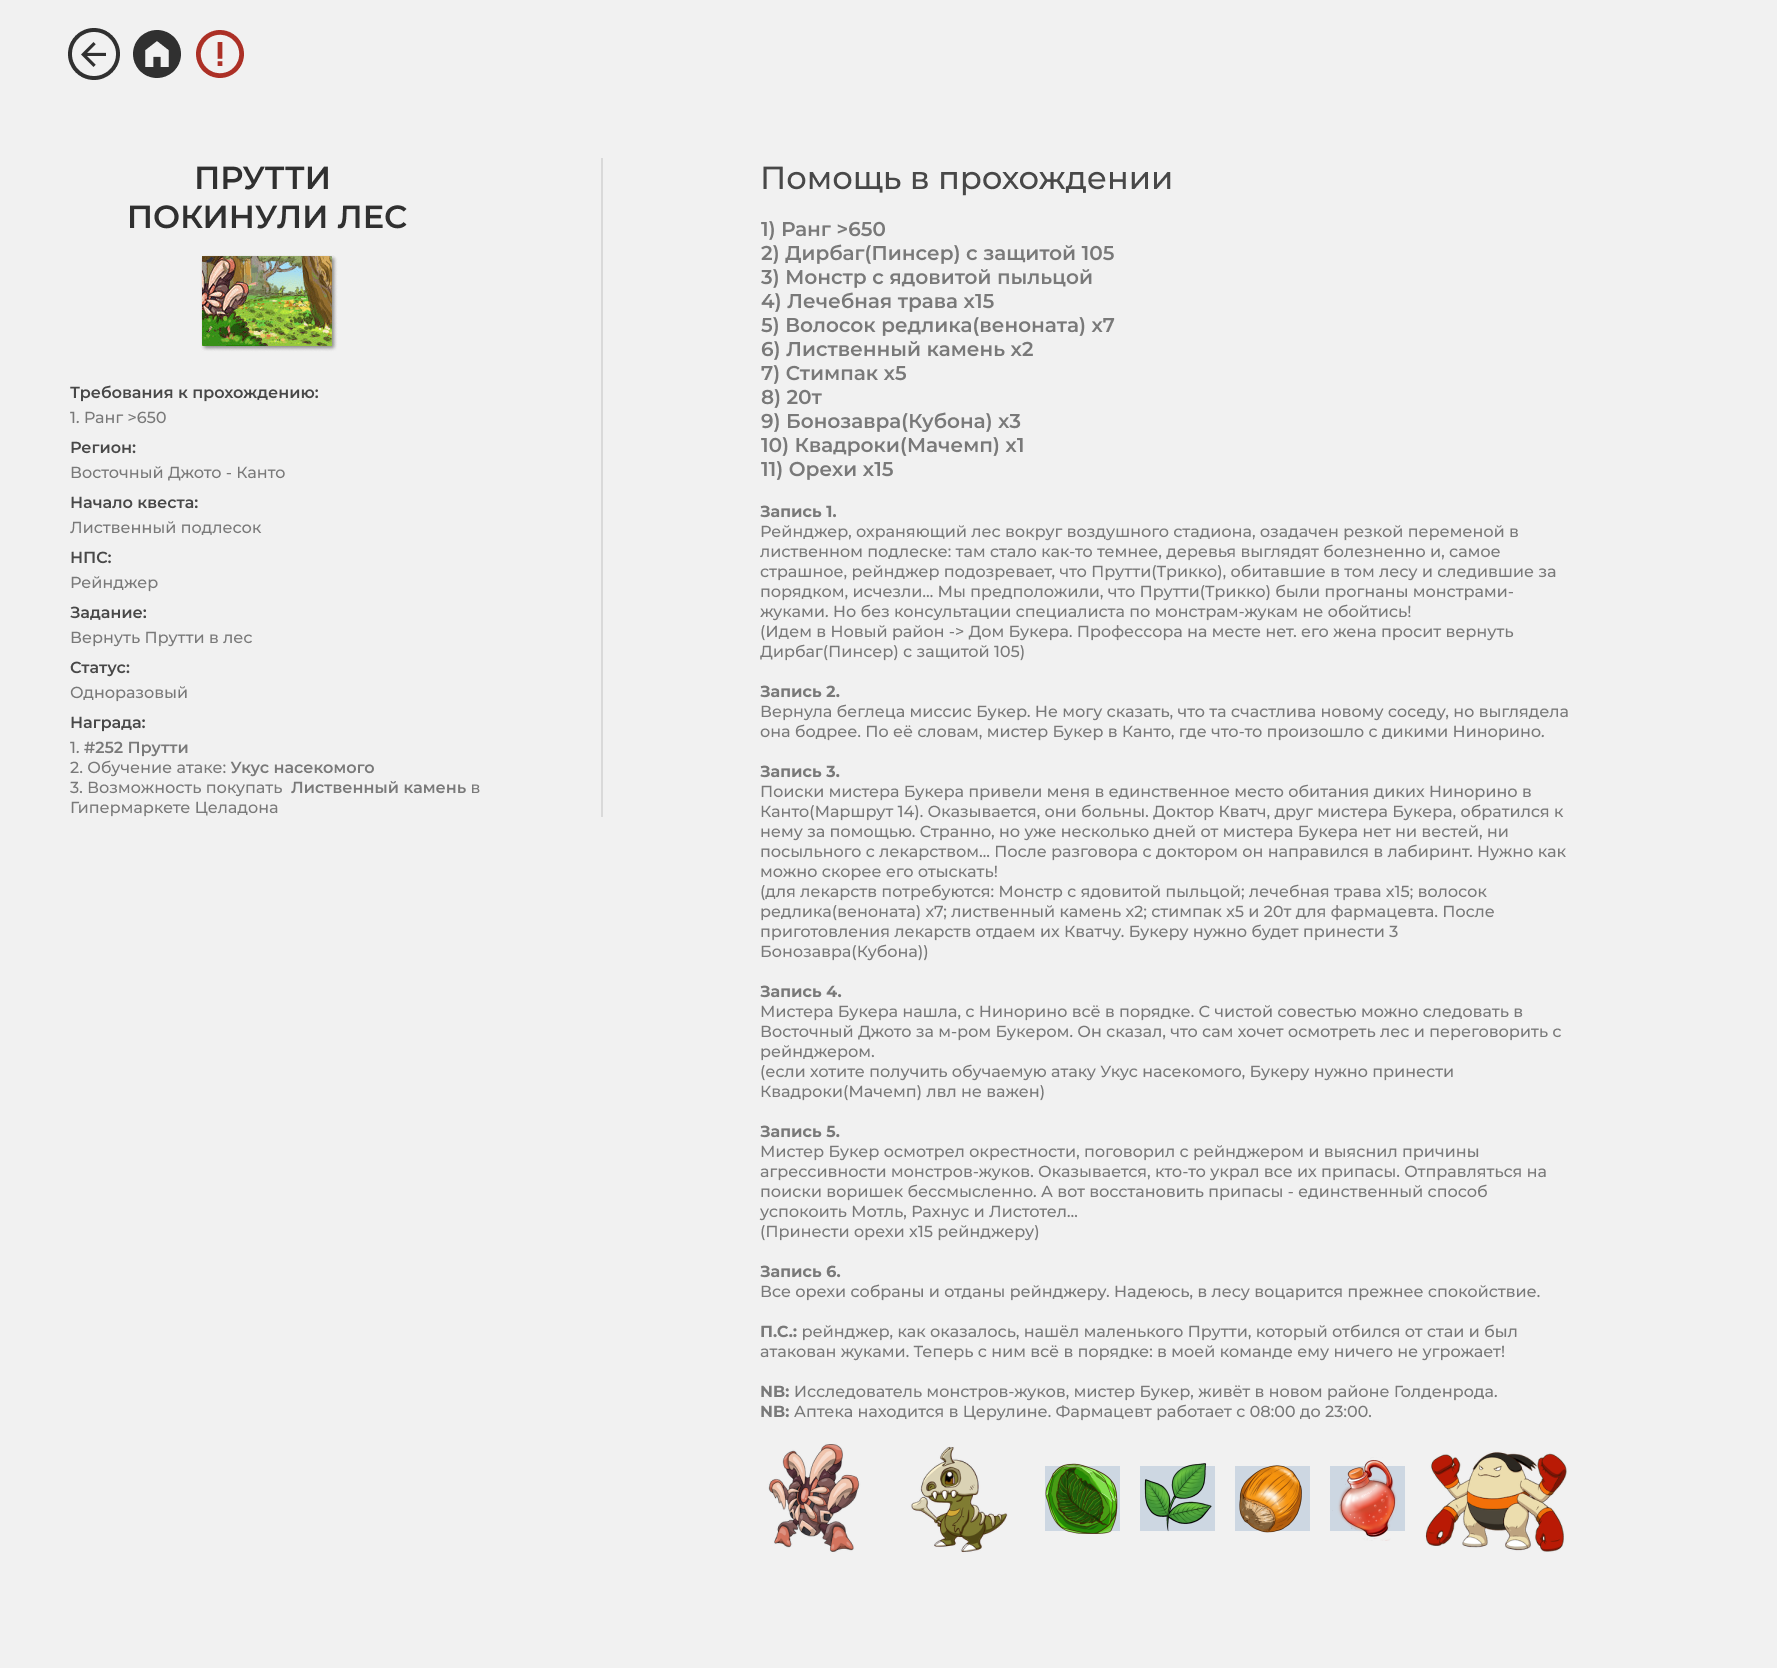 ПРУТТИ
ПОКИНУЛИ ЛЕС
Требования к прохождению:
1. Ранг >650
Регион:
Восточный Джото - Канто
Начало квеста:
Лиственный подлесок
НПС:
Рейнджер
Задание:
Вернуть Прутти в лес
Статус:
Одноразовый
Награда:
1. #252 Прутти
2. Обучение атаке: Укус насекомого
3. Возможность покупать Лиственный камень в
Гипермаркете Целадона
Помощь в прохождении
1) Ранг >650
2) Дирбаг(Пинсер) с защитой 105
3) Монстр с ядовитой пыльцой
4) Лечебная трава х15
5) Волосок редлика(веноната) х7
6) Лиственный камень х2
7) Стимпак х5
8) 20т
9) Бонозавра(Кубона) х3
10) Квадроки(Мачемп) х1
11) Орехи х15
Запись 1.
Рейнджер, охраняющий лес вокруг воздушного стадиона, озадачен резкой переменой в
лиственном подлеске: там стало как-то темнее, деревья выглядят болезненно и, самое
страшное, рейнджер подозревает, что Прутти(Трикко), обитавшие в том лесу и следившие за
порядком, исчезли... Мы предположили, что Прутти(Трикко) были прогнаны монстрами-
жуками. Но без консультации специалиста по монстрам-жукам не обойтись!
(Идем в Новый район -> Дом Букера. Профессора на месте нет. его жена просит вернуть
Дирбаг(Пинсер) с защитой 105)
Запись 2.
Вернула беглеца миссис Букер. Не могу сказать, что та счастлива новому соседу, но выглядела
она бодрее. По её словам, мистер Букер в Канто, где что-то произошло с дикими Нинорино.
Запись 3.
Поиски мистера Букера привели меня в единственное место обитания диких Нинорино в
Канто(Маршрут 14). Оказывается, они больны. Доктор Кватч, друг мистера Букера, обратился к
нему за помощью. Странно, но уже несколько дней от мистера Букера нет ни вестей, ни
посыльного с лекарством... После разговора с доктором он направился в лабиринт. Нужно как
можно скорее его отыскать!
(для лекарств потребуются: Монстр с ядовитой пыльцой; лечебная трава х15; волосок
редлика(веноната) х7; лиственный камень х2; стимпак х5 и 20т для фармацевта. После
приготовления лекарств отдаем их Кватчу. Букеру нужно будет принести 3
Бонозавра(Кубона))
Запись 4.
Мистера Букера нашла, с Нинорино всё в порядке. С чистой совестью можно следовать в
Восточный Джото за м-ром Букером. Он сказал, что сам хочет осмотреть лес и переговорить с
рейнджером.
(если хотите получить обучаемую атаку Укус насекомого, Букеру нужно принести
Квадроки(Мачемп) лвл не важен)
Запись 5.
Мистер Букер осмотрел окрестности, поговорил с рейнджером и выяснил причины
агрессивности монстров-жуков. Оказывается, кто-то украл все их припасы. Отправляться на
поиски воришек бессмысленно. А вот восстановить припасы - единственный способ
успокоить Мотль, Рахнус и Листотел...
(Принести орехи х15 рейнджеру)
Запись 6.
Все орехи собраны и отданы рейнджеру. Надеюсь, в лесу воцарится прежнее спокойствие.
П.С.: рейнджер, как оказалось, нашёл маленького Прутти, который отбился от стаи и был
атакован жуками. Теперь с ним всё в порядке: в моей команде ему ничего не угрожает!
NB: Исследователь монстров-жуков, мистер Букер, живёт в новом районе Голденрода.
NB: Аптека находится в Церулине. Фармацевт работает с 08:00 до 23:00.